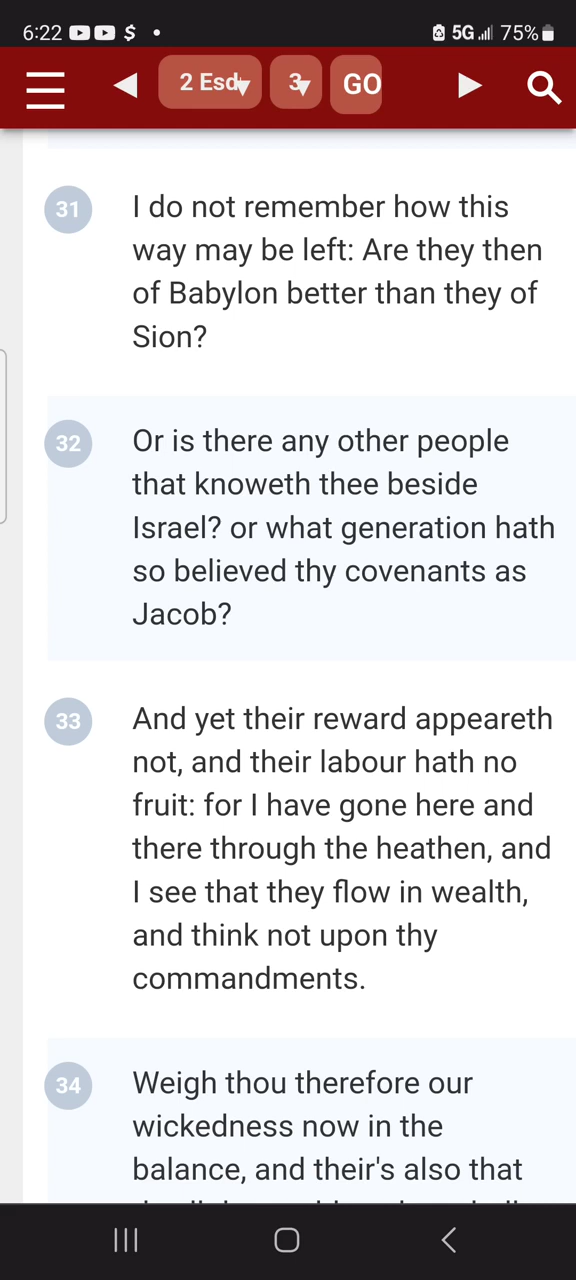 6:22 $ 5G 75%
2 Esd 3 GO
31 I do not remember how this
way may be left: Are they then
of Babylon better than they of
Sion?
32 Or is there any other people
that knoweth thee beside
Israel? or what generation hath
so believed thy covenants as
Jacob?
33 And yet their reward appeareth
not, and their labour hath no
fruit: for I have gone here and
there through the heathen, and
I see that they flow in wealth,
and think not upon thy
commandments.
34 Weigh thou therefore our
wickedness now in the
balance, and their's also that